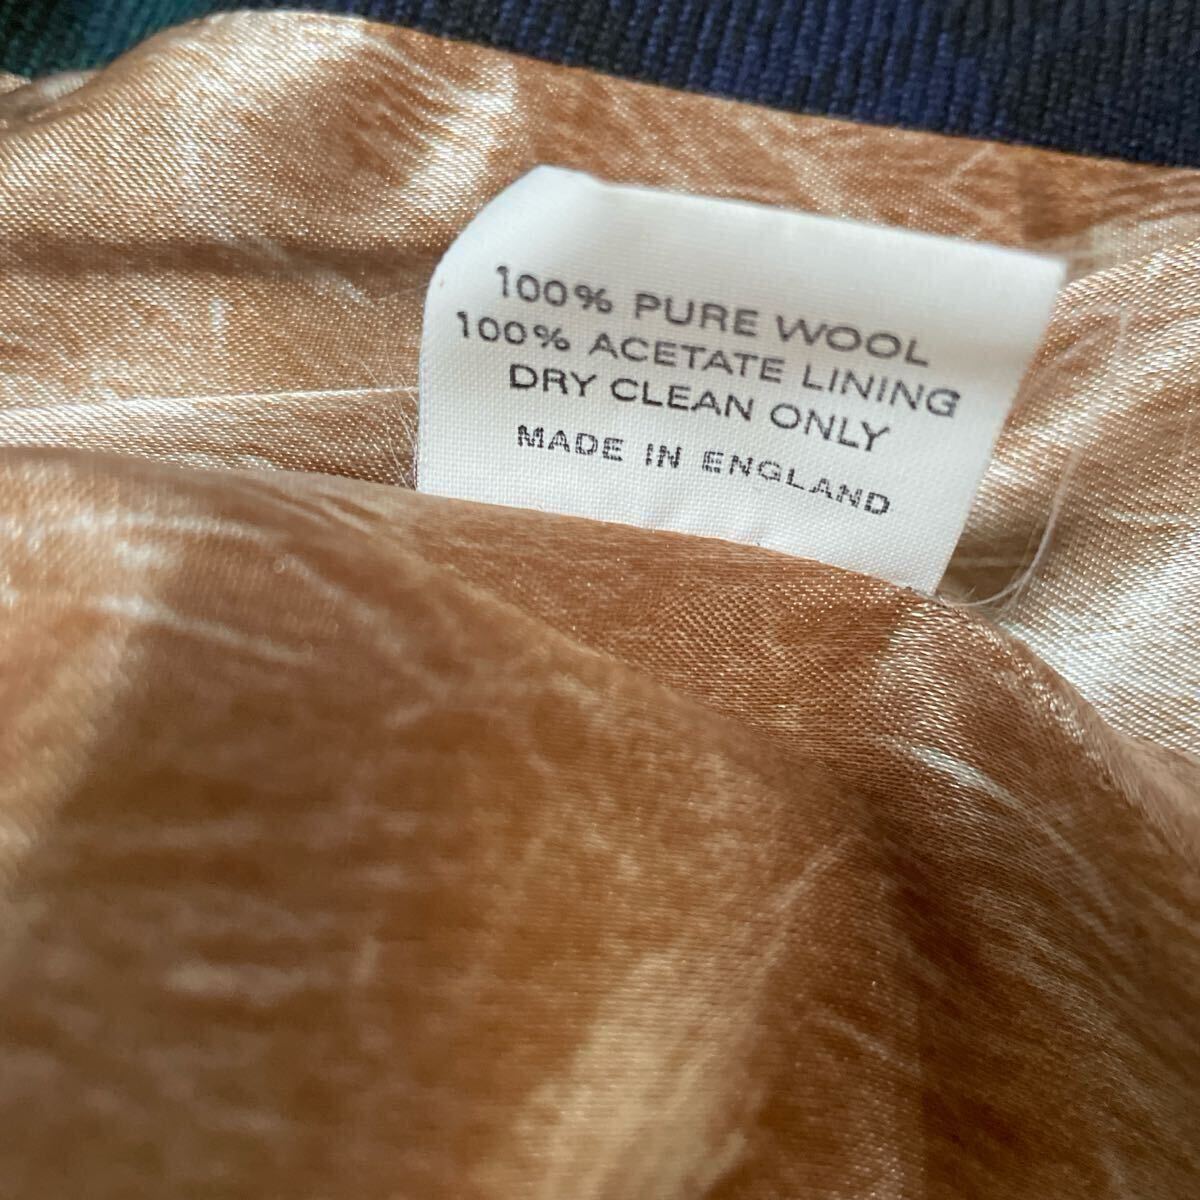 100% PURE WOOL
100% ACETATE LINING
DRY CLEAN ONLY
MADE IN ENGLAND